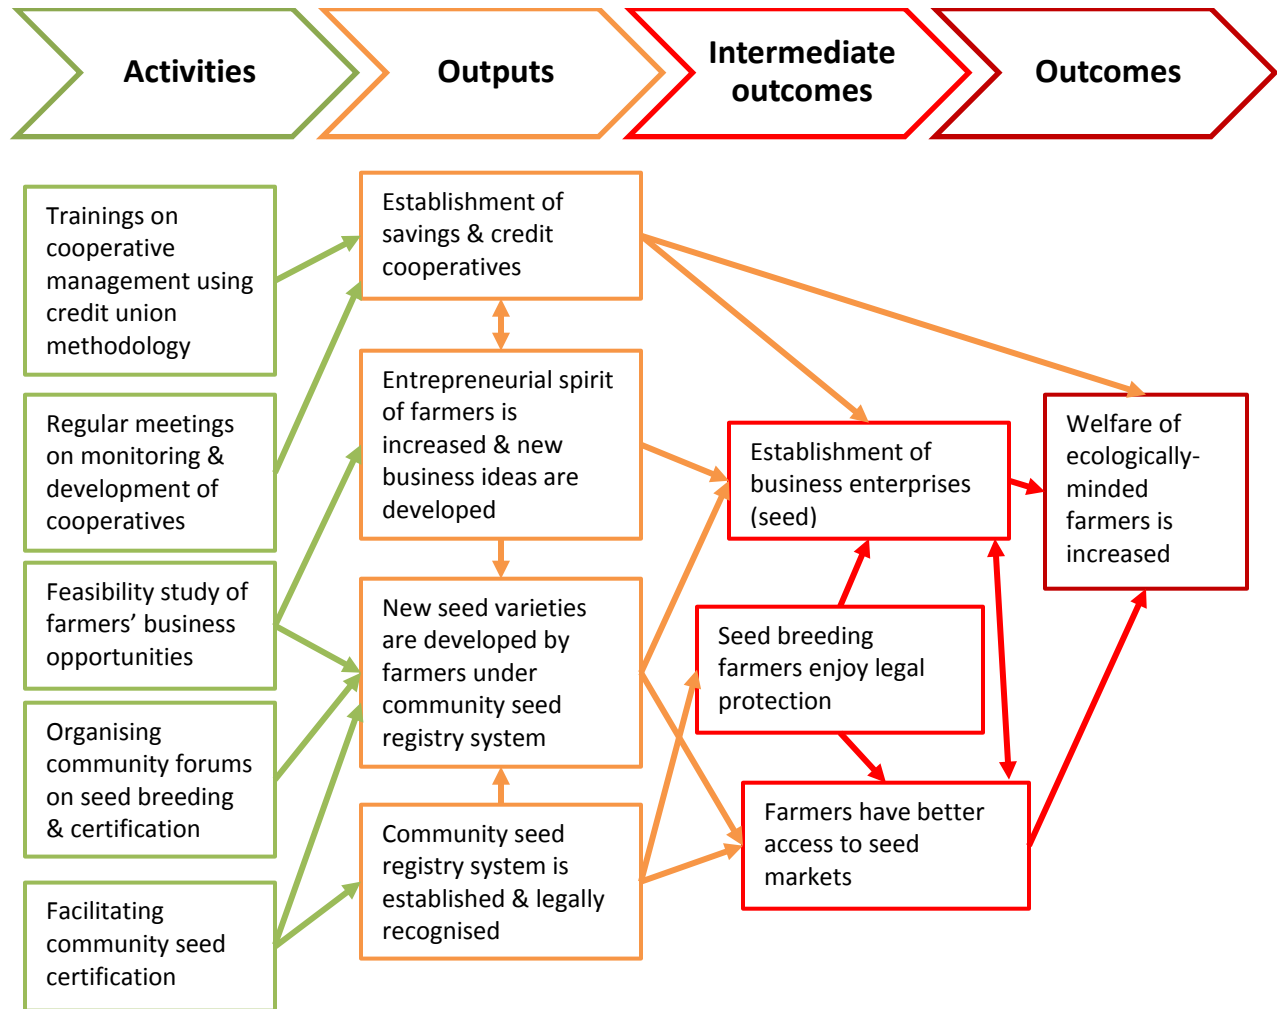 Activities
Outputs
Intermediate
outcomes
Outcomes
Trainings on
cooperative
management using
credit union
methodology
Regular meetings
on monitoring &
development of
cooperatives
Feasibility study of
farmers’ business
opportunities
Organising
community forums
on seed breeding
& certification
Facilitating
community seed
certification
Establishment of
savings & credit
cooperatives
Entrepreneurial spirit
of farmers is
increased & new
business ideas are
developed
New seed varieties
are developed by
farmers under
community seed
registry system
Community seed
registry system is
established & legally
recognised
Establishment of
business enterprises
(seed)
Seed breeding
farmers enjoy legal
protection
Farmers have better
access to seed
markets
Welfare of
ecologically-
minded
farmers is
increased